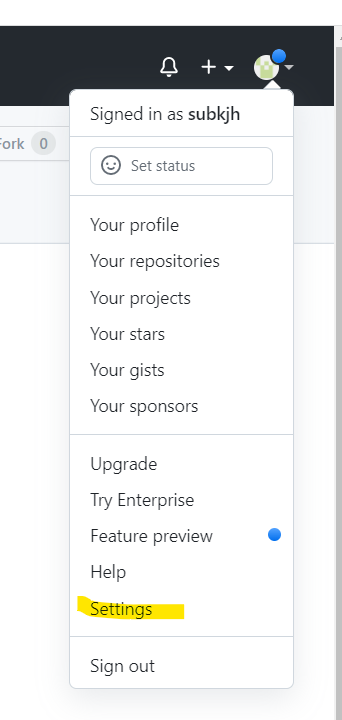 Signed in as subkjh
Fork 0
Set status
Your profile
Your repositories
Your projects
Your stars
Your gists
Your sponsors
Upgrade
Try Enterprise
Feature preview
Help
Settings
Sign out